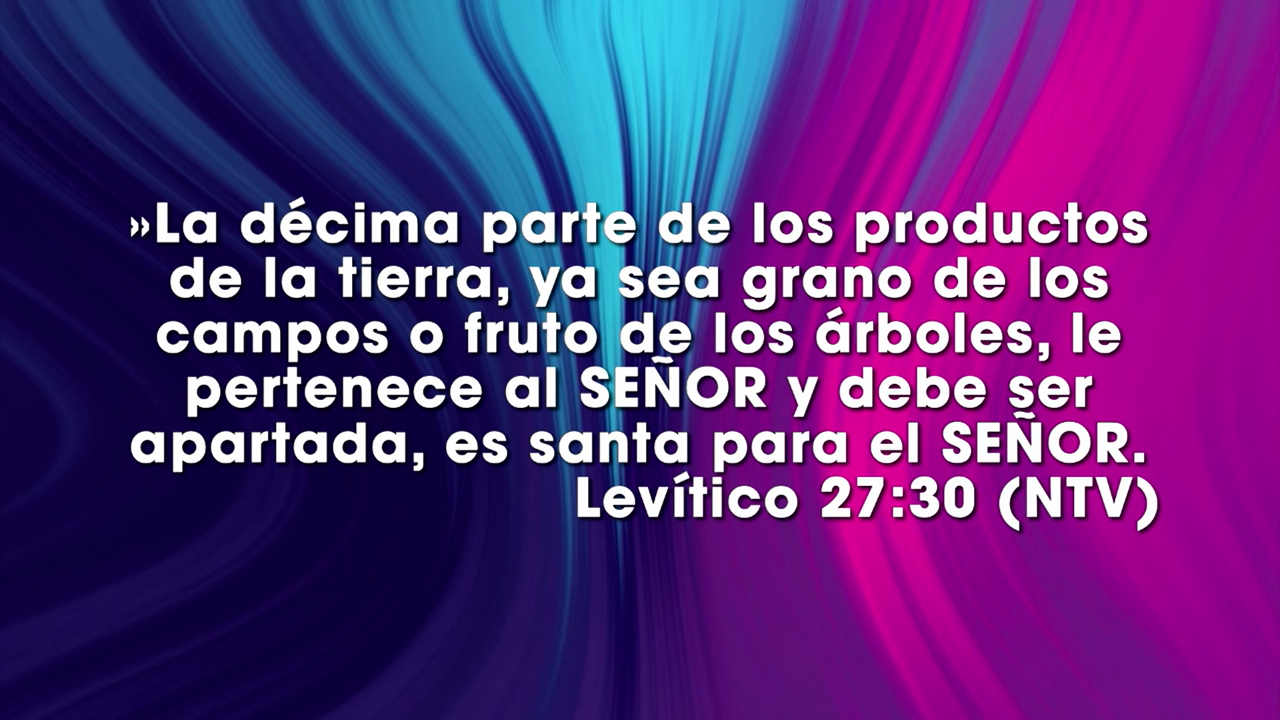 »La décima parte de los productos
de la tierra, ya sea grano de los
campos o fruto de los árboles, le
pertenece al SEÑOR y debe ser
apartada, es santa para el SEÑOR.
Levítico 27:30 (NTV)